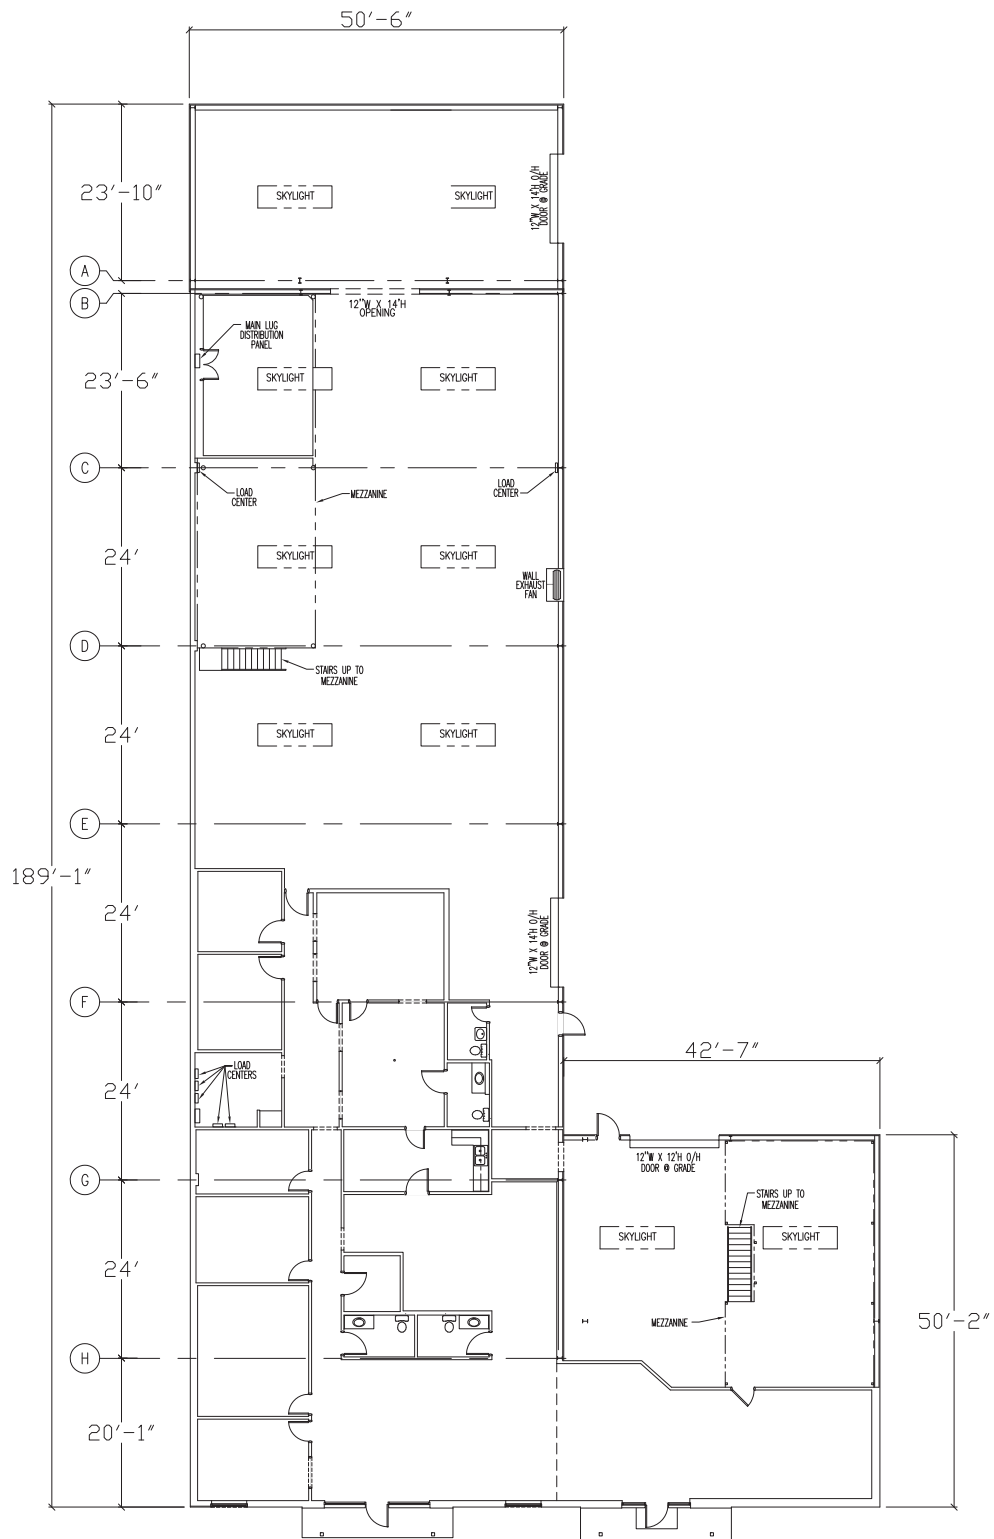 50'-6"
23'-10"
SKYLIGHT
SKYLIGHT
12"W X 14'H O/H
DOOR @ GRADE
A
B
12"W X 14'H
OPENING
MAIN LUG
DISTRIBUTION
PANEL
23'-6"
SKYLIGHT
SKYLIGHT
C
LOAD
CENTER
MEZZANINE
LOAD
CENTER
24'
SKYLIGHT
SKYLIGHT
WALL
EXHAUST
FAN
D
STAIRS UP TO
MEZZANINE
24'
SKYLIGHT
SKYLIGHT
E
189'-1"
24'
12"W X 14'H O/H
DOOR @ GRADE
F
42'-7"
24'
LOAD
CENTERS
12"W X 12'H O/H
DOOR @ GRADE
G
STAIRS UP TO
MEZZANINE
SKYLIGHT
SKYLIGHT
24'
MEZZANINE
50'-2"
H
20'-1"